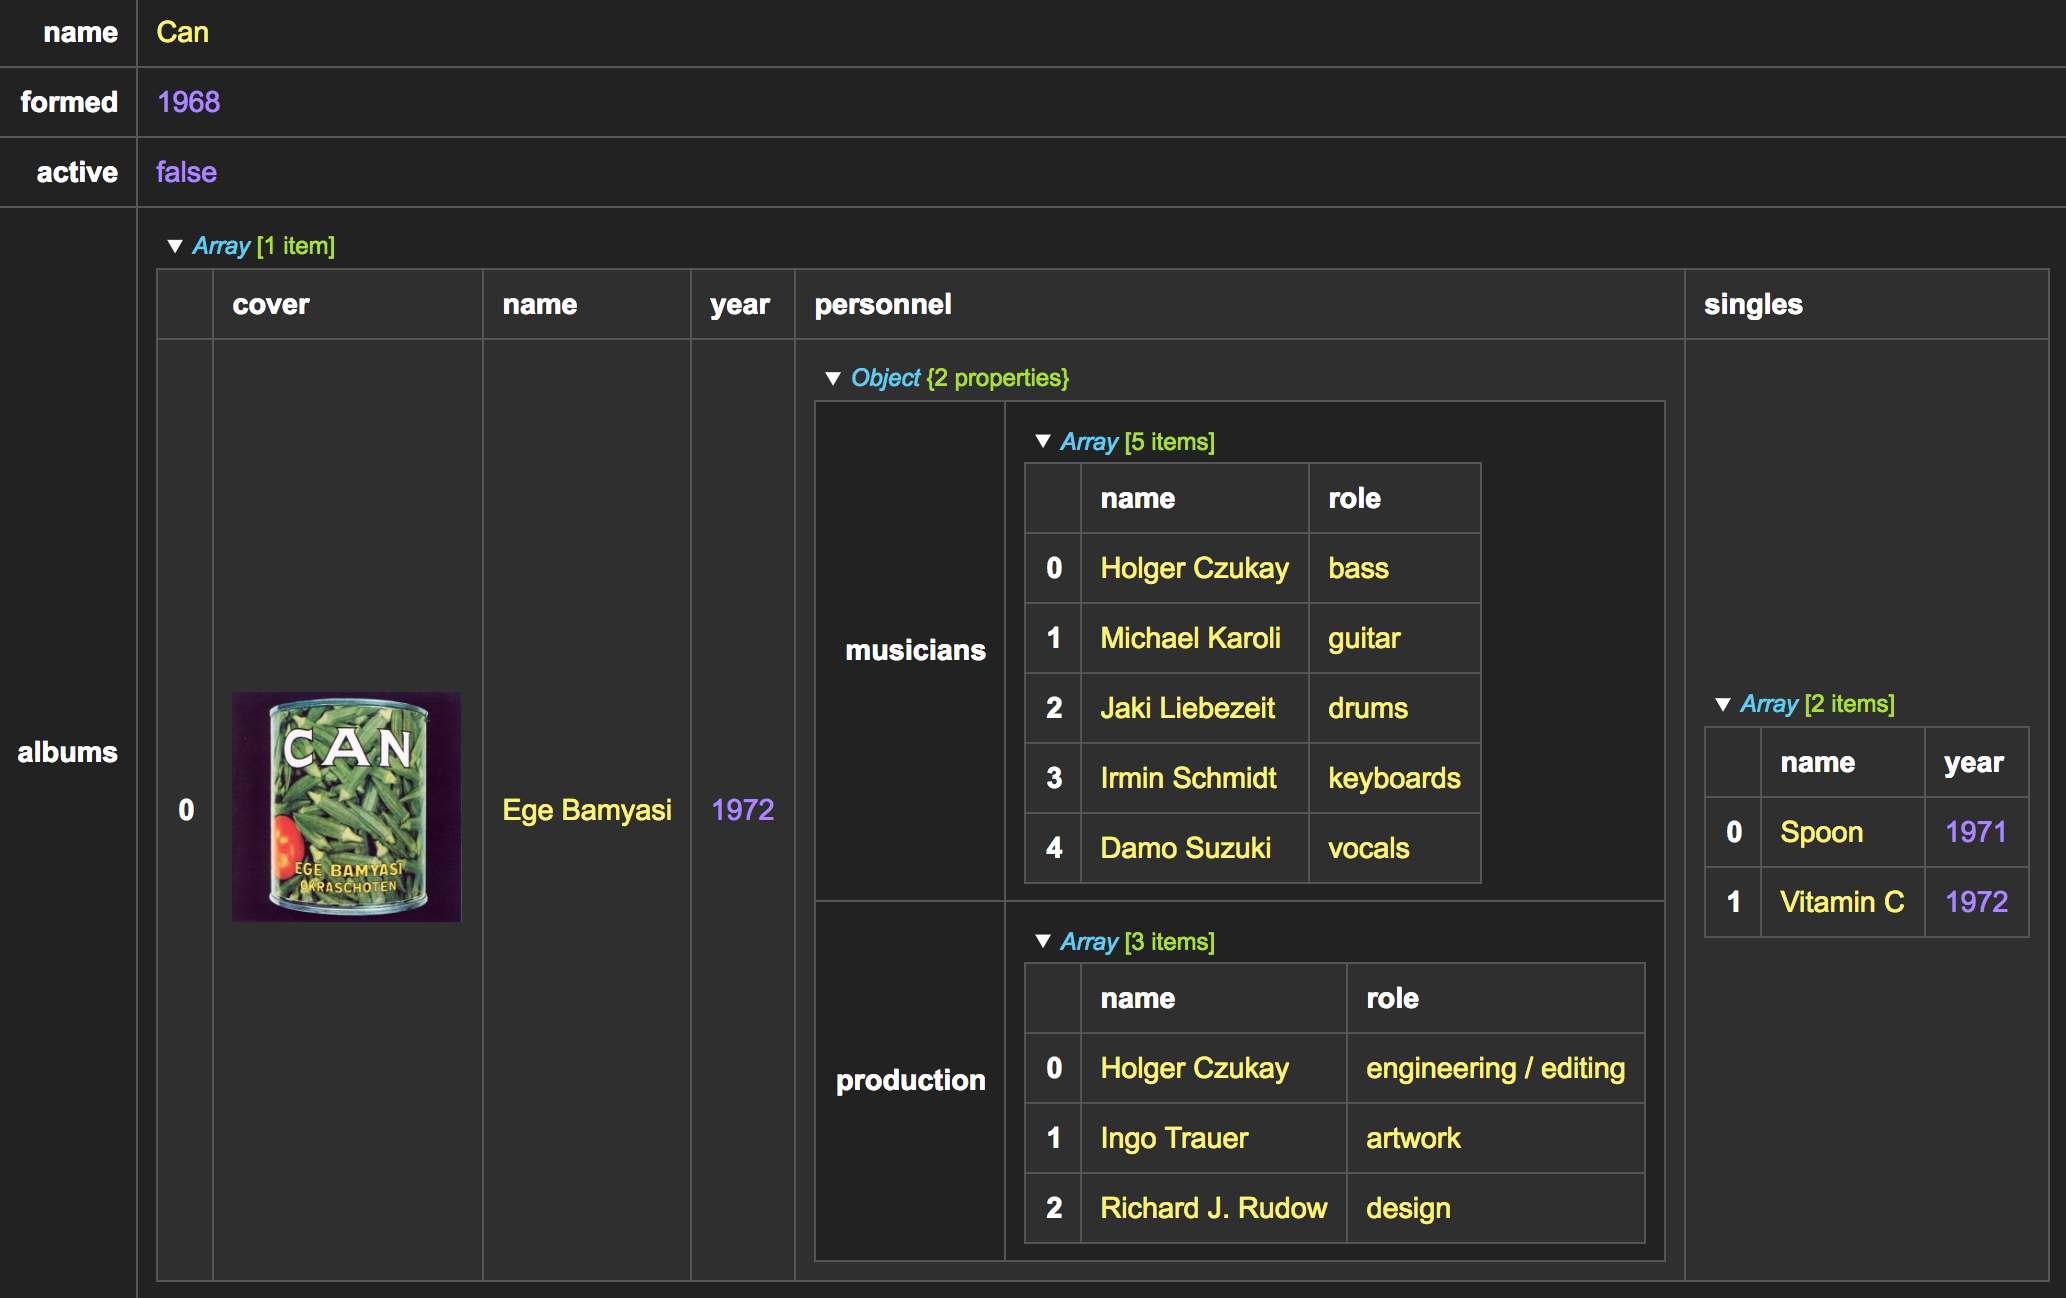 name Can
formed 1968
active false
albums
▼ Array [1 item]
cover name year personnel singles
0
CAN
EGE BAMYASI
OKRASCHOTEN
Ege Bamyasi 1972
▼ Object {2 properties}
musicians
▼ Array [5 items]
name role
0 Holger Czukay bass
1 Michael Karoli guitar
2 Jaki Liebezeit drums
3 Irmin Schmidt keyboards
4 Damo Suzuki vocals
production
▼ Array [3 items]
name role
0 Holger Czukay engineering / editing
1 Ingo Trauer artwork
2 Richard J. Rudow design
▼ Array [2 items]
name year
0 Spoon 1971
1 Vitamin C 1972